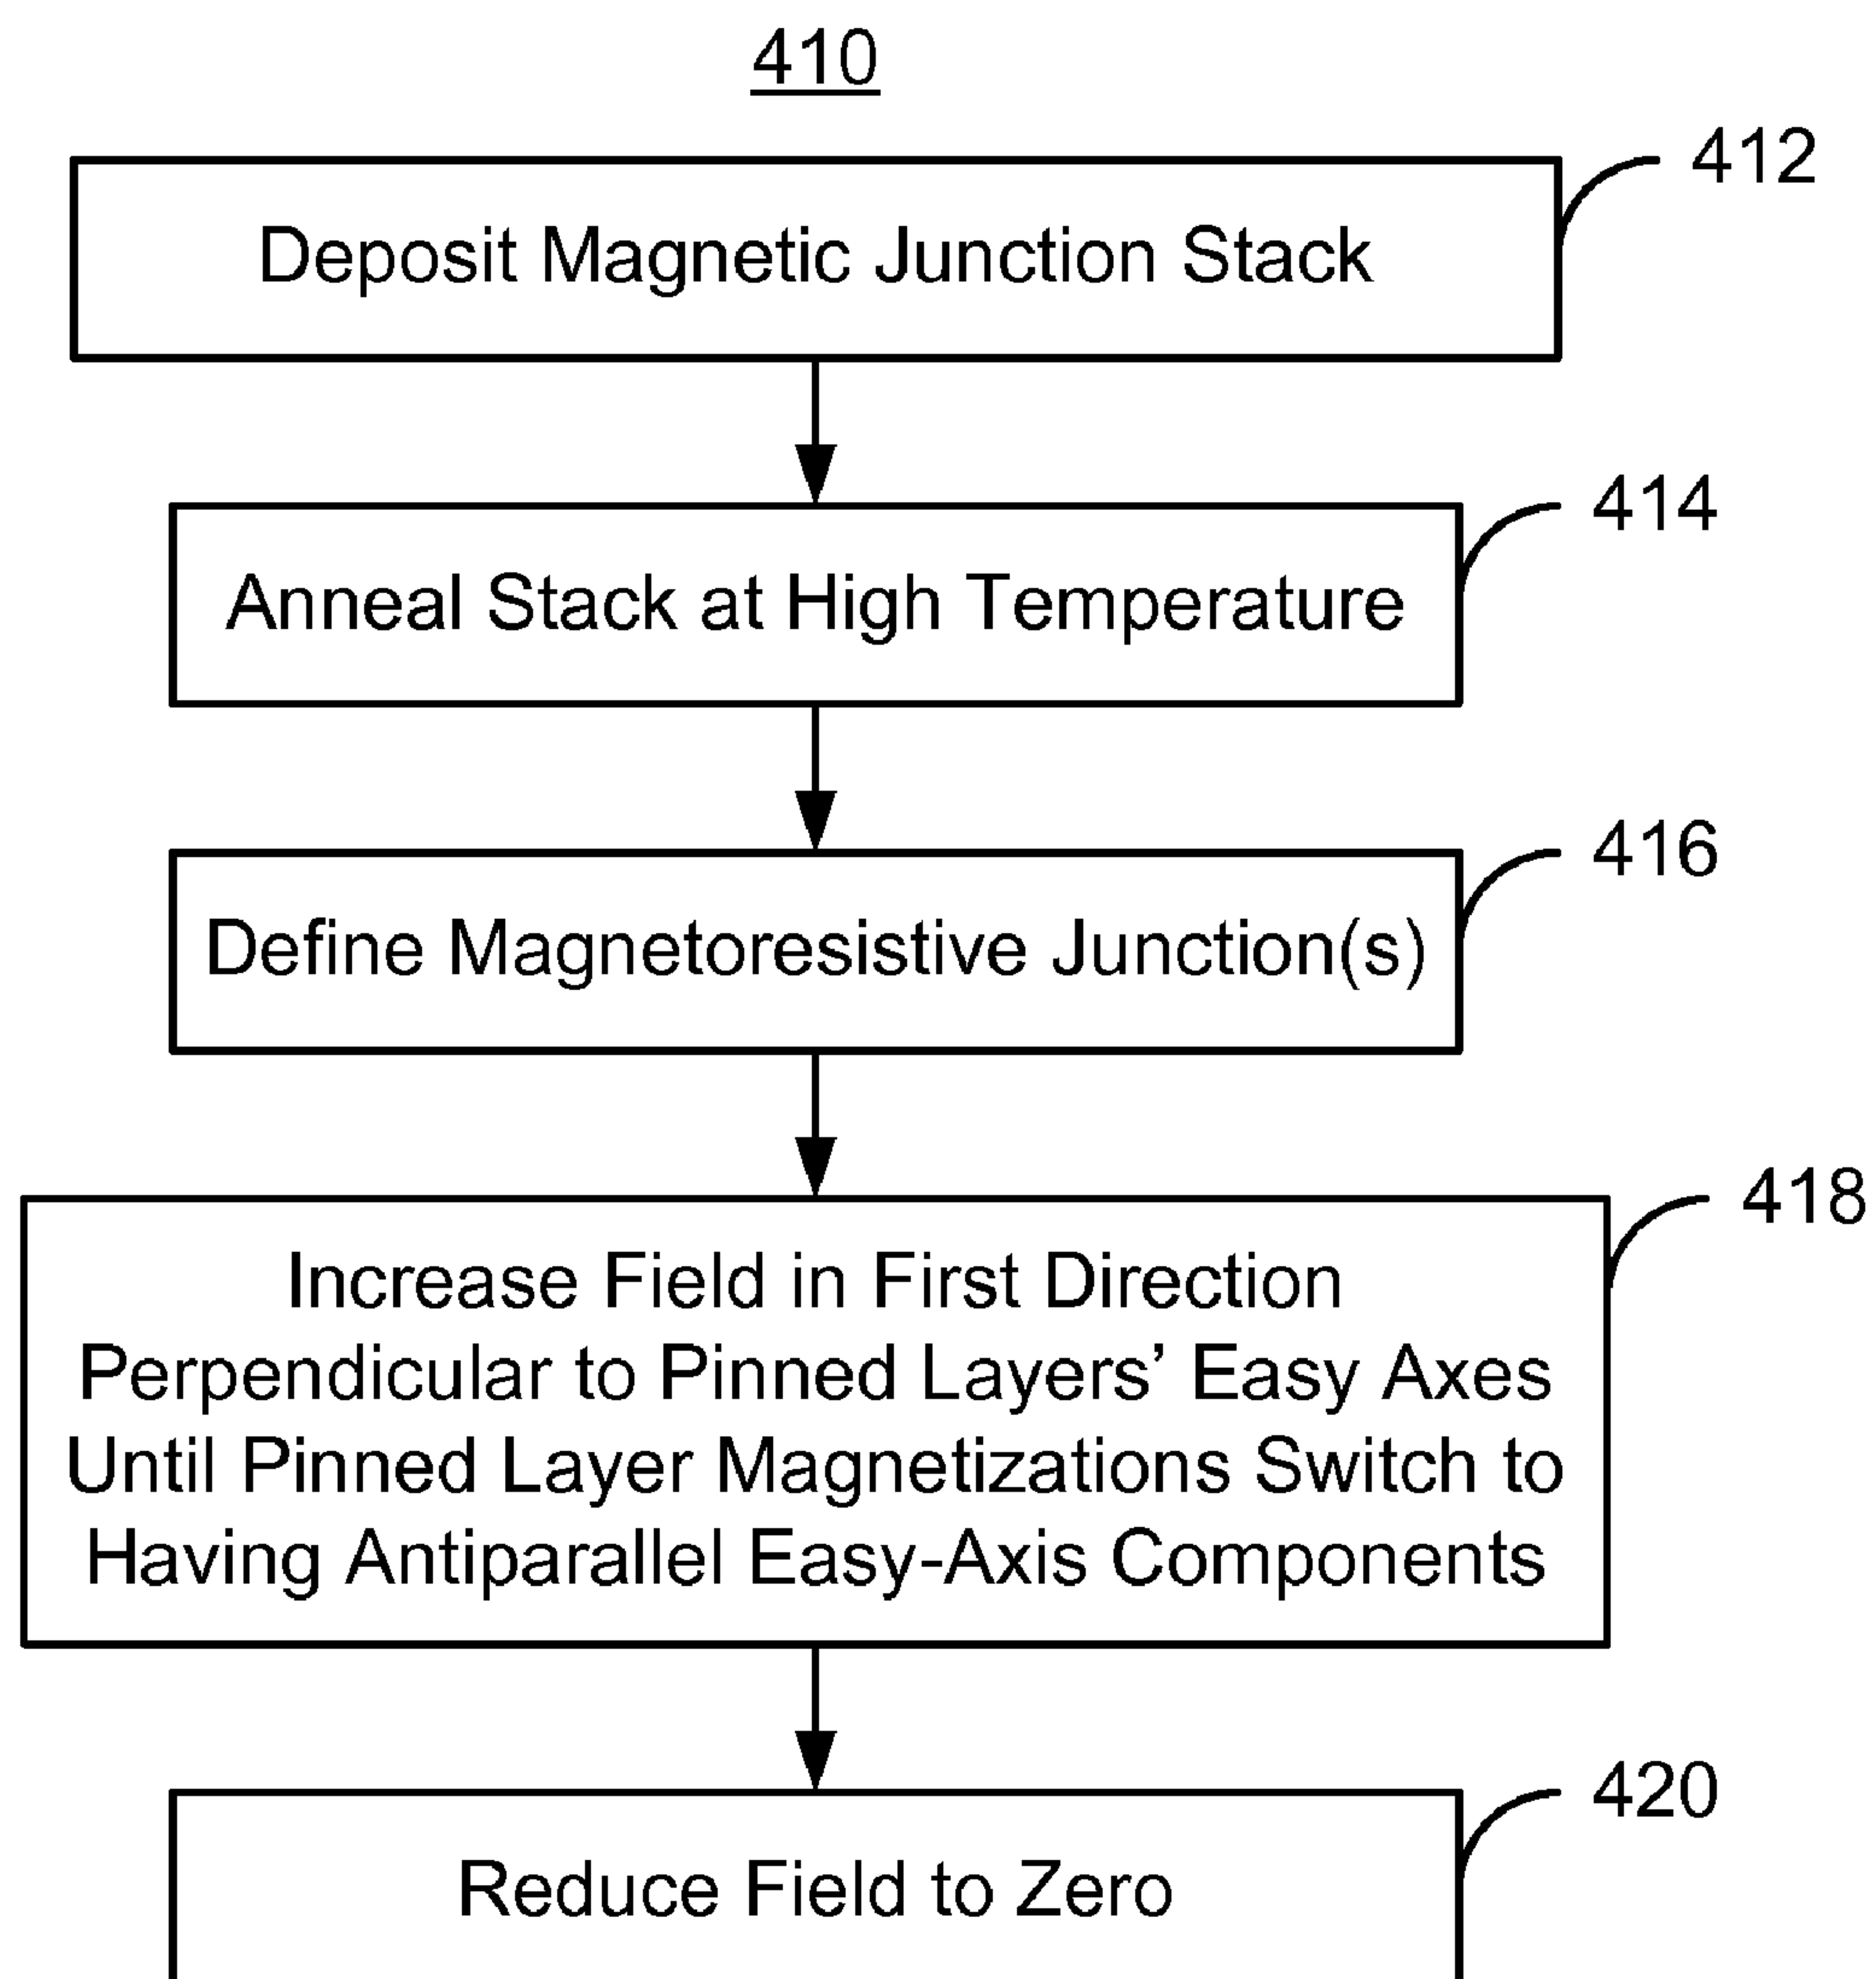 410
412
Deposit Magnetic Junction Stack
414
Anneal Stack at High Temperature
416
Define Magnetoresistive Junction(s)
418
Increase Field in First Direction
Perpendicular to Pinned Layers’ Easy Axes
Until Pinned Layer Magnetizations Switch to
Having Antiparallel Easy-Axis Components
420
Reduce Field to Zero